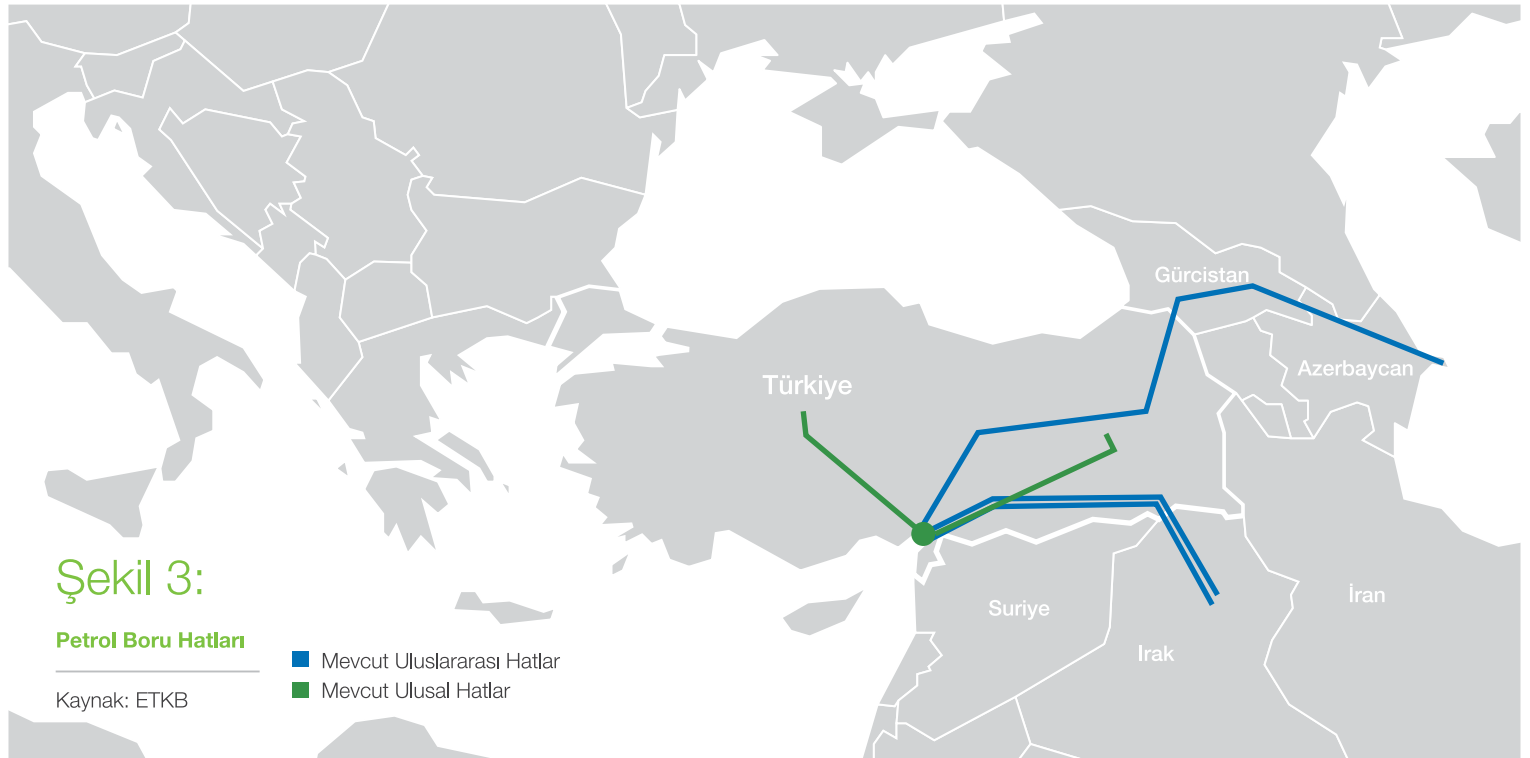 Gürcistan
Azerbaycan
Türkiye
Suriye
Irak
İran
Şekil 3:
Petrol Boru Hatları
Kaynak: ETKB
Mevcut Uluslararası Hatlar
Mevcut Ulusal Hatlar